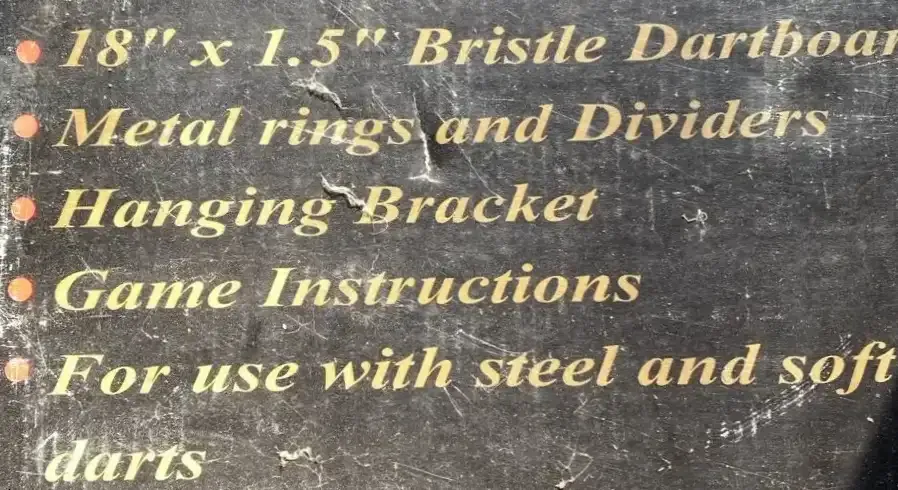 18" x 1.5" Bristle Dartboar
Metal rings and Dividers
Hanging Bracket
Game Instructions
For use with steel and soft
darts